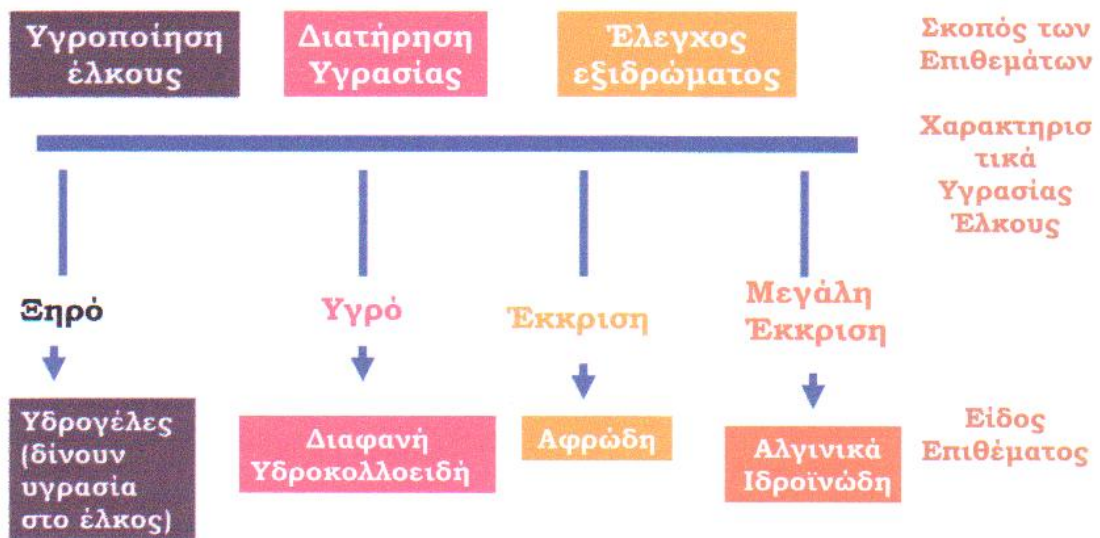 Υγροποίηση
έλκους
Διατήρηση
Υγρασίας
Έλεγχος
εξιδρώματος
Σκοπός των
Επιθεμάτων
Χαρακτηρισ
τικά
Υγρασίας
Έλκους
Ξηρό
Υγρό
Έκκριση
Μεγάλη
Έκκριση
Υδρογέλες
(δίνουν
υγρασία
στο έλκος)
Διαφανή
Υδροκολλοειδή
Αφρώδη
Αλγινικά
Ιδροϊνώδη
Είδος
Επιθέματος